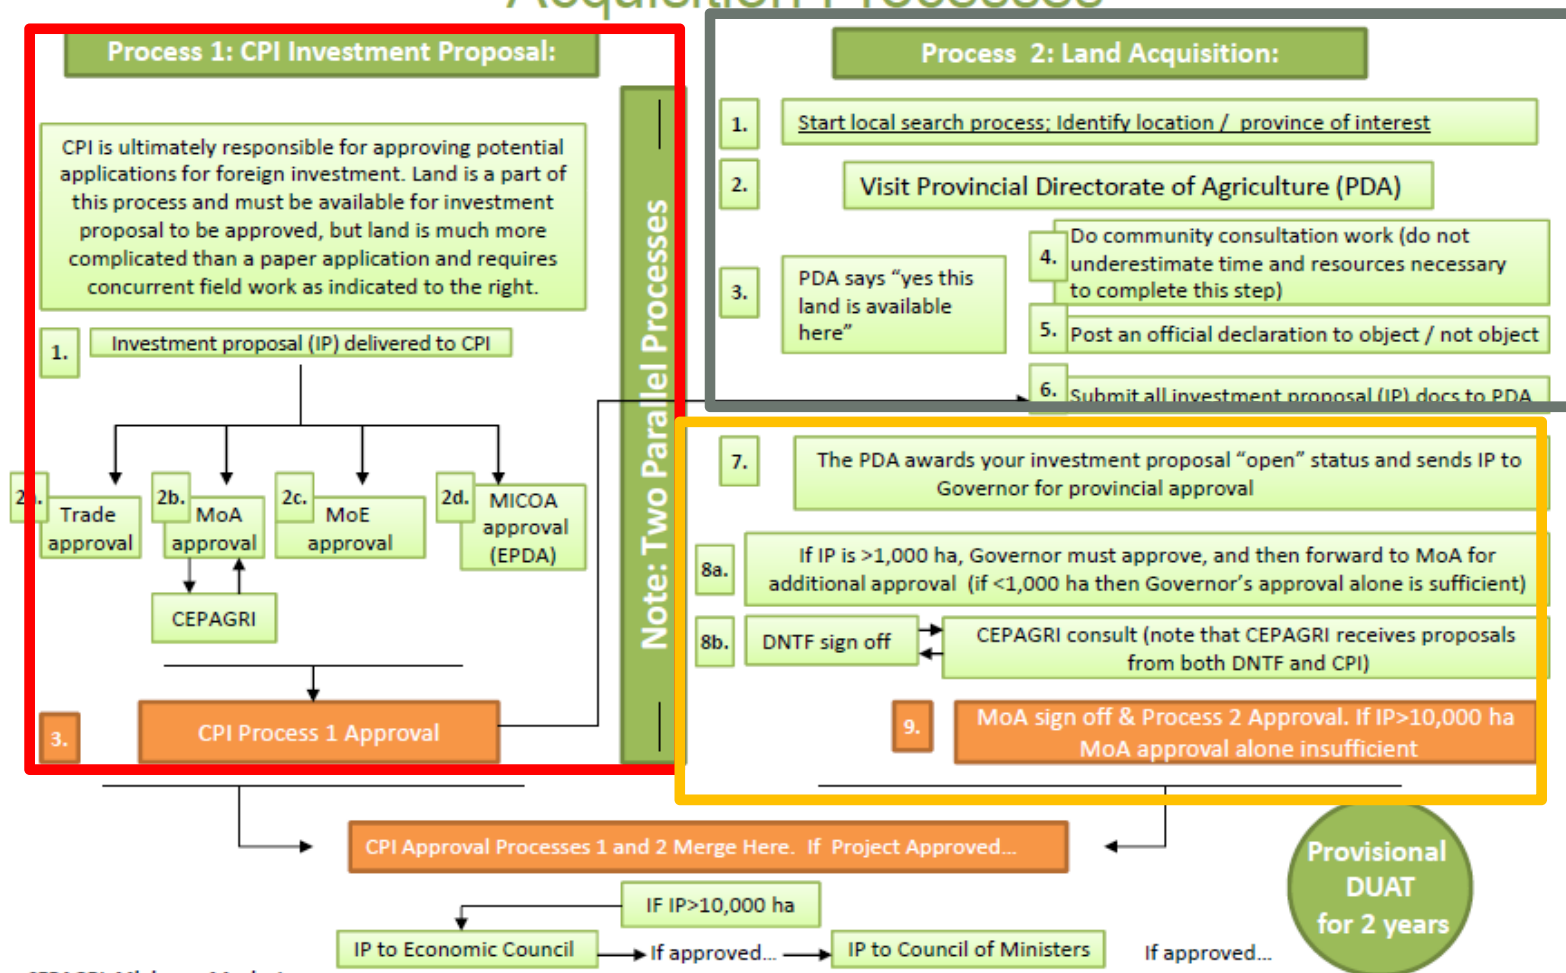 Acquisition Processes
Process 1: CPI Investment Proposal:
CPI is ultimately responsible for approving potential
applications for foreign investment. Land is a part of
this process and must be available for investment
proposal to be approved, but land is much more
complicated than a paper application and requires
concurrent field work as indicated to the right.
1.
Investment proposal (IP) delivered to CPI
2a.
Trade
approval
2b.
MoA
approval
2c.
MoE
approval
2d.
MICOA
approval
(EPDA)
CEPAGRI
3.
CPI Process 1 Approval
Note: Two Parallel Processes
Process 2: Land Acquisition:
1.
Start local search process; Identify location / province of interest
2.
Visit Provincial Directorate of Agriculture (PDA)
3.
PDA says “yes this
land is available
here”
4.
Do community consultation work (do not
underestimate time and resources necessary
to complete this step)
5.
Post an official declaration to object / not object
6.
Submit all investment proposal (IP) docs to PDA
7.
The PDA awards your investment proposal “open” status and sends IP to
Governor for provincial approval
8a.
If IP is >1,000 ha, Governor must approve, and then forward to MoA for
additional approval (if <1,000 ha then Governor’s approval alone is sufficient)
8b.
DNTF sign off
CEPAGRI consult (note that CEPAGRI receives proposals
from both DNTF and CPI)
9.
MoA sign off & Process 2 Approval. If IP>10,000 ha
MoA approval alone insufficient
CPI Approval Processes 1 and 2 Merge Here. If Project Approved...
IF IP>10,000 ha
IP to Economic Council
If approved...
IP to Council of Ministers
If approved...
Provisional
DUAT
for 2 years